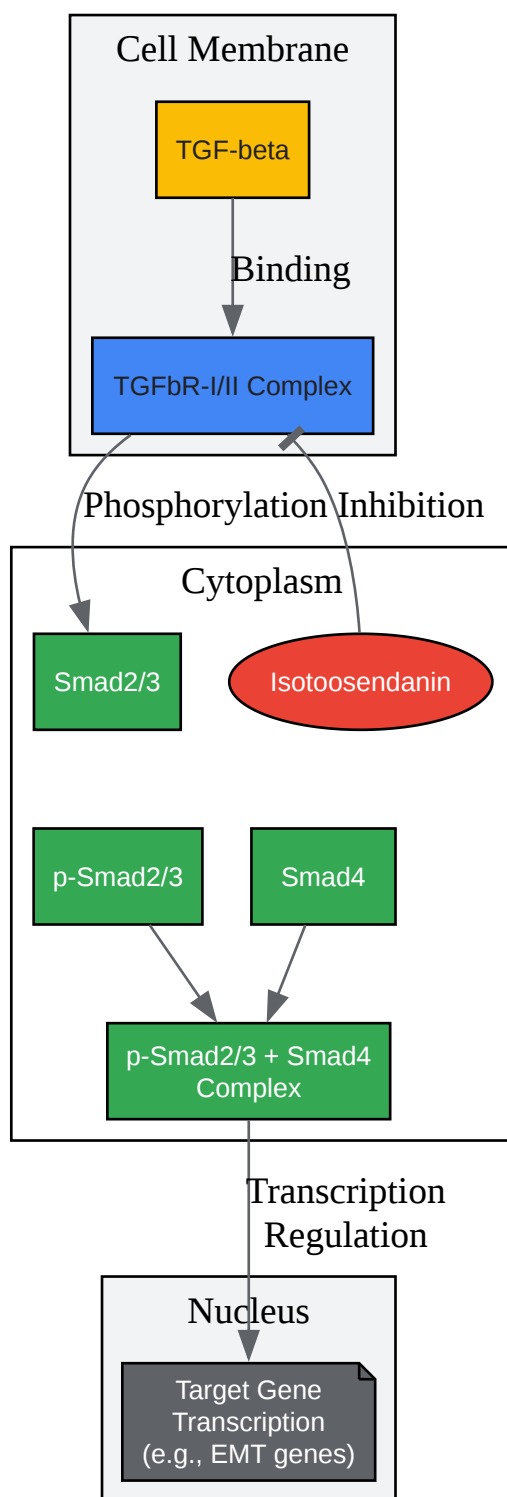 Cell Membrane
TGF-beta
Binding
TGFbR-I/II Complex
Phosphorylation
Inhibition
Cytoplasm
Smad2/3
Isotoosendanin
p-Smad2/3
Smad4
p-Smad2/3 + Smad4
Complex
Transcription
Regulation
Nucleus
Target Gene
Transcription
(e.g., EMT genes)